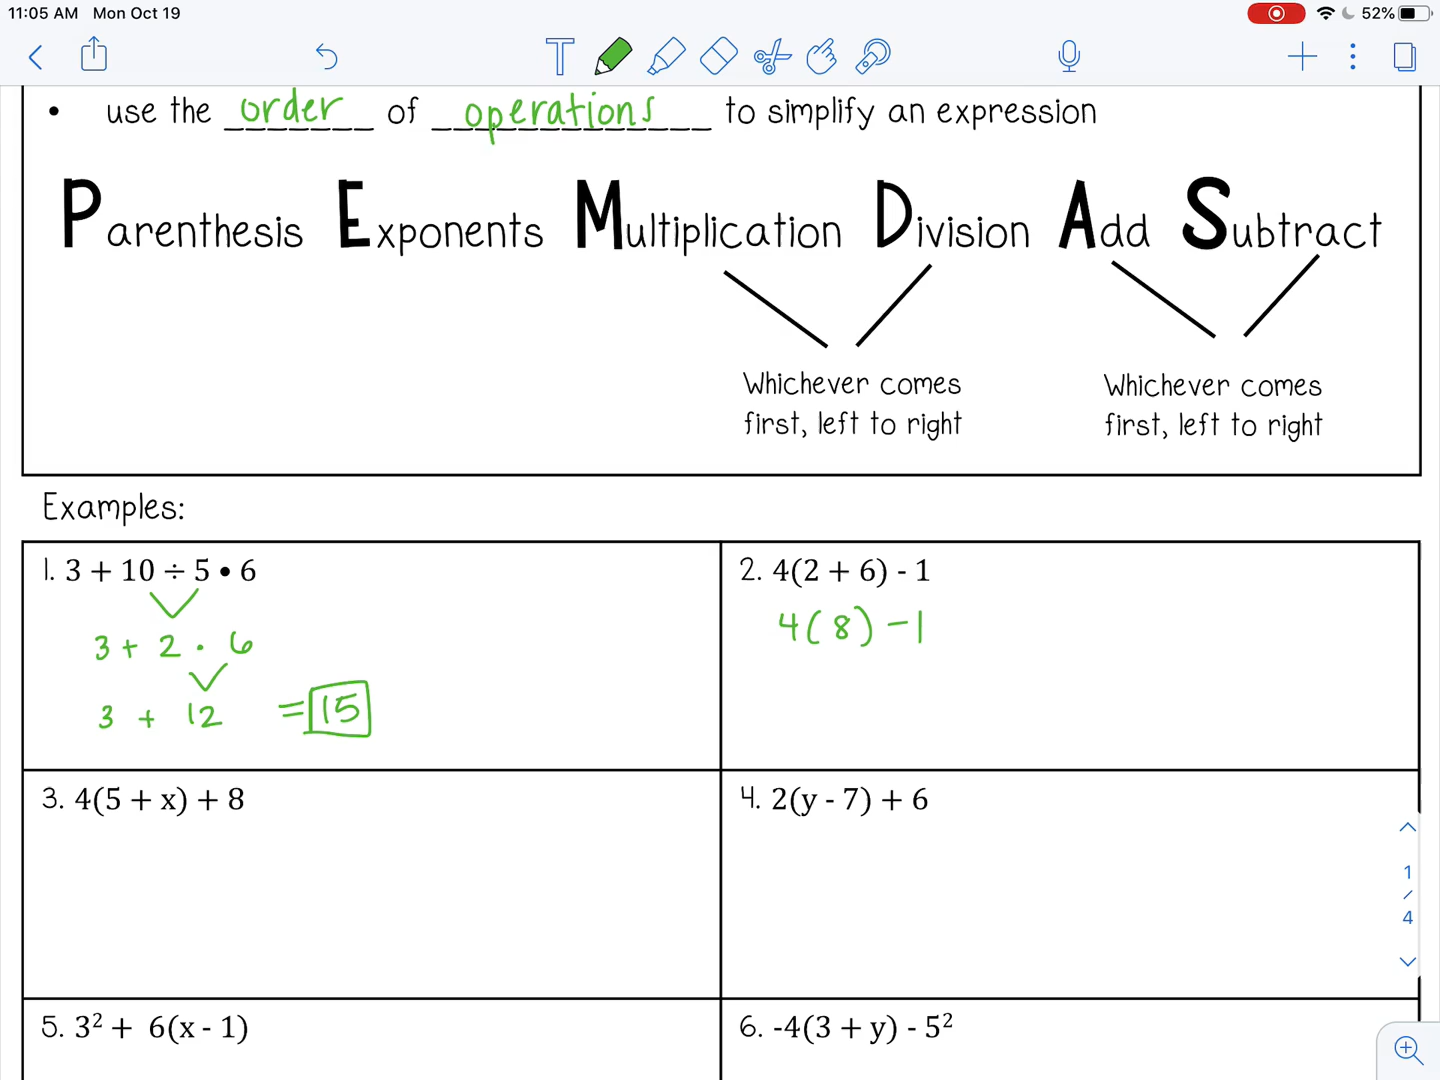 11:05 AM Mon Oct 19 52%
• use the order of operations to simplify an expression
Parenthesis Exponents Multiplication Division Add Subtract
Whichever comes first, left to right
Whichever comes first, left to right
Examples:
1. 3 + 10 ÷ 5 • 6
3 + 2 · 6
3 + 12 = 15
2. 4(2 + 6) - 1
4(8) - 1
3. 4(5 + x) + 8
4. 2(y - 7) + 6
1 / 4
5. 3² + 6(x - 1)
6. -4(3 + y) - 5²